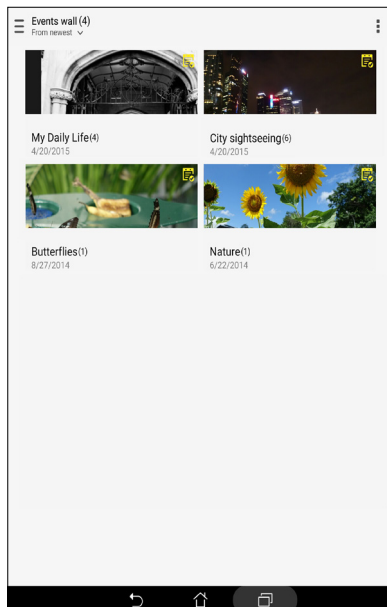 Events wall (4)
From newest
My Daily Life(4)
4/20/2015
City sightseeing(6)
4/20/2015
Butterflies(1)
8/27/2014
Nature(1)
6/22/2014